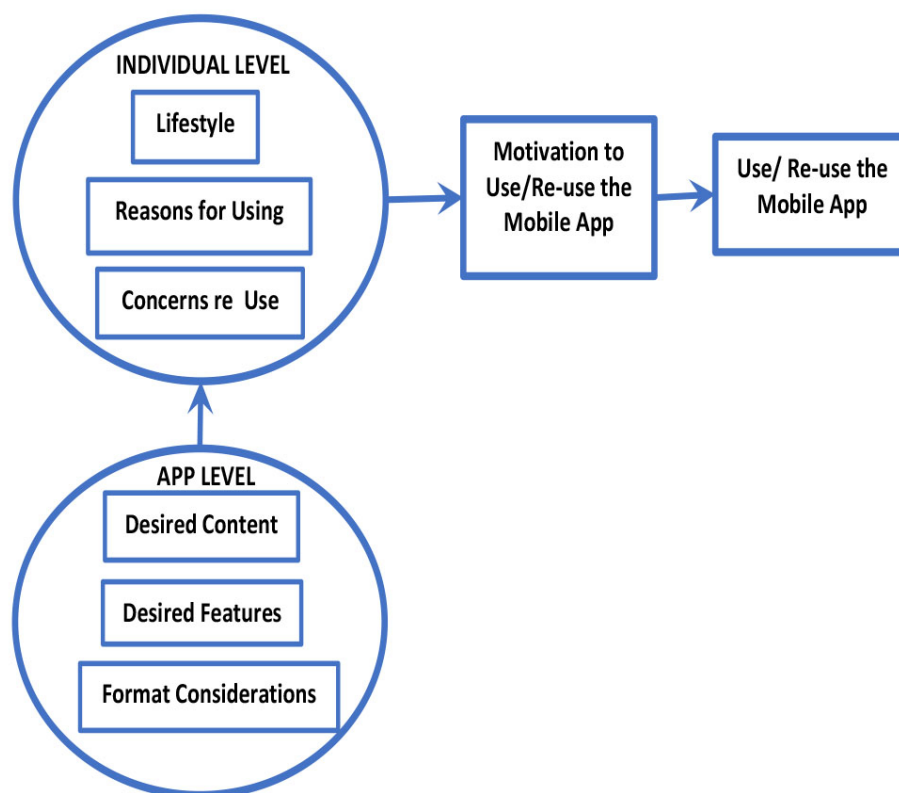 INDIVIDUAL LEVEL
Lifestyle
Reasons for Using
Concerns re Use
Motivation to
Use/Re-use the
Mobile App
Use/ Re-use the
Mobile App
APP LEVEL
Desired Content
Desired Features
Format Considerations